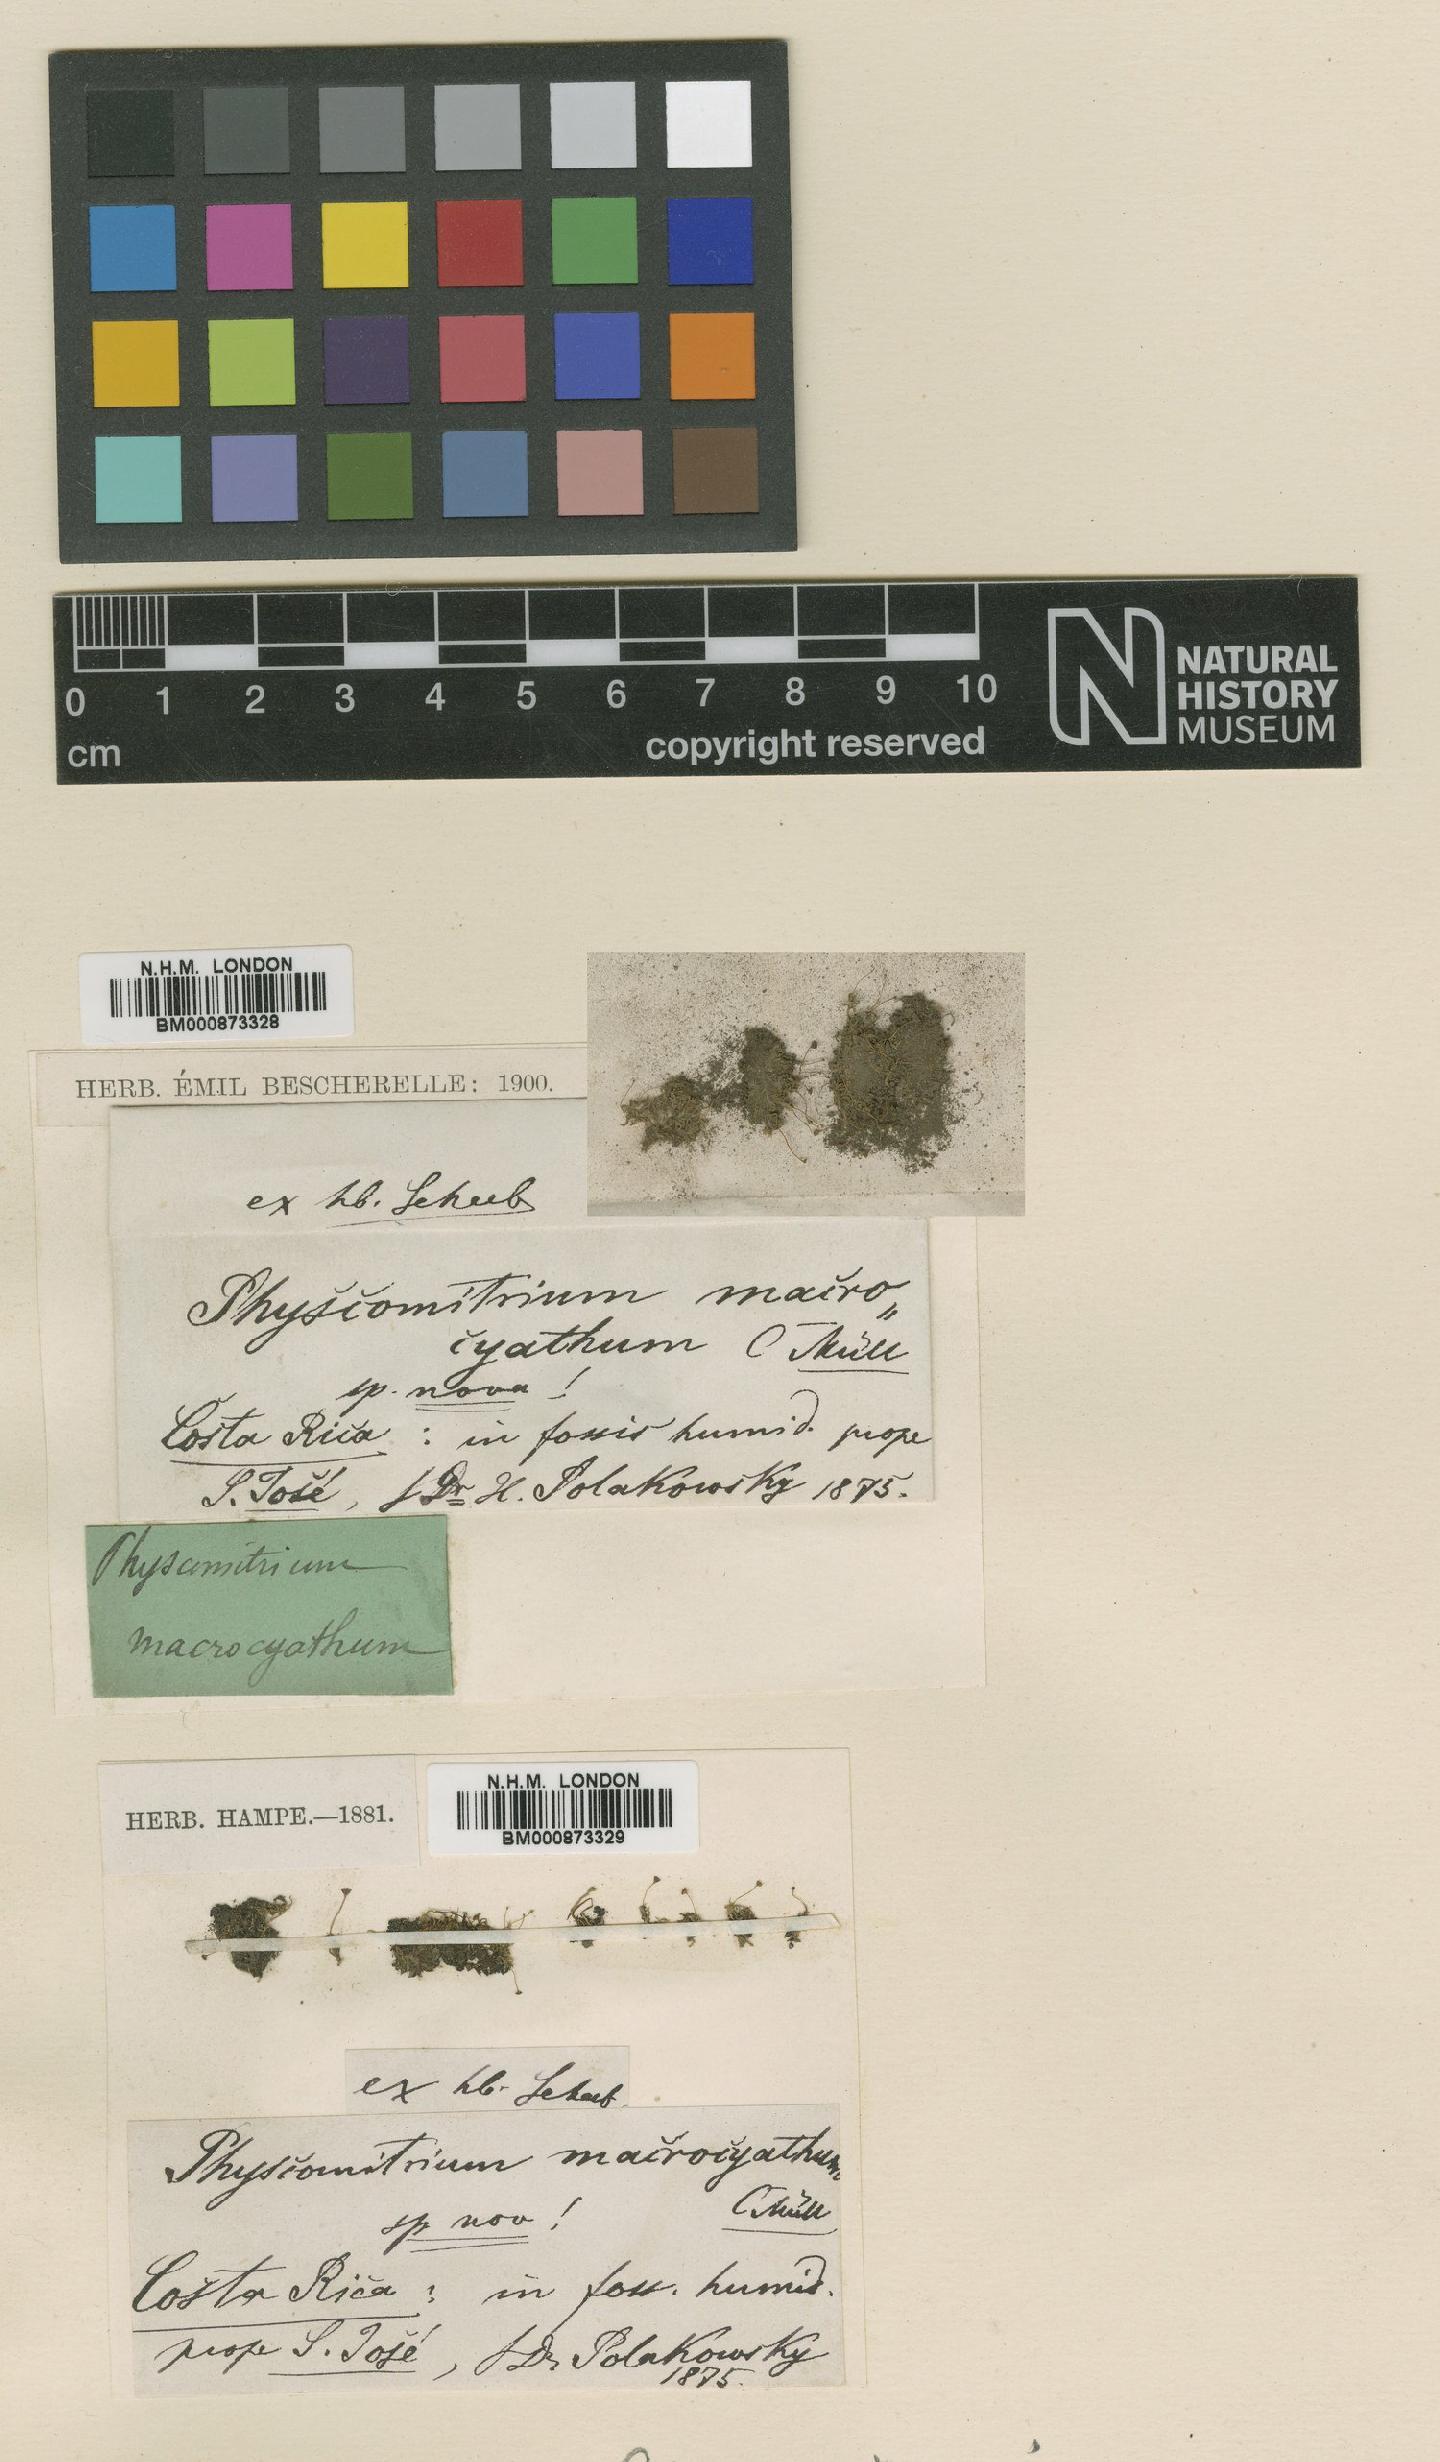 0 1 2 3 4 5 6 7 8 9 10
cm
copyright reserved
NATURAL
HISTORY
MUSEUM
N.H.M. LONDON
BM000873328
HERB. ÉMIL BESCHERELLE: 1900.
ex hb. Geheeb
Physcomitrium macro„
cyathum C Müll
sp. nova!
Costa Rica: in fossis humid. prope
S. José, l Dr H. Polakowsky 1875.
Physcomitrium
macrocyathum
HERB. HAMPE.—1881.
N.H.M. LONDON
BM000873329
ex hb. Geheeb
Physcomitrium macrocyathum
sp nov! C Müll
Costa Rica: in foss. humid.
prope S. José, l Dr Polakowsky
1875.